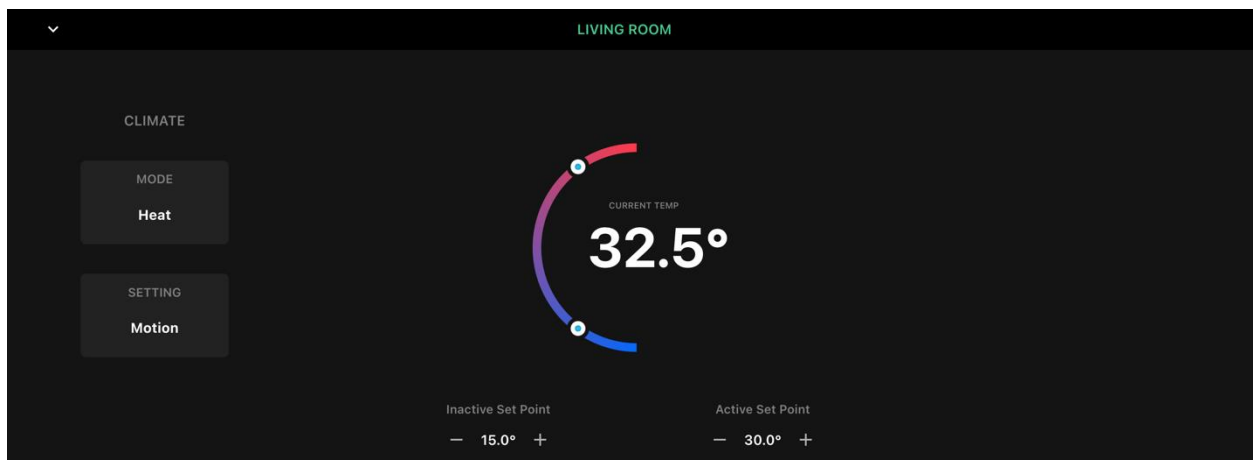 LIVING ROOM
CLIMATE
MODE
Heat
SETTING
Motion
CURRENT TEMP
32.5°
Inactive Set Point
− 15.0° +
Active Set Point
− 30.0° +